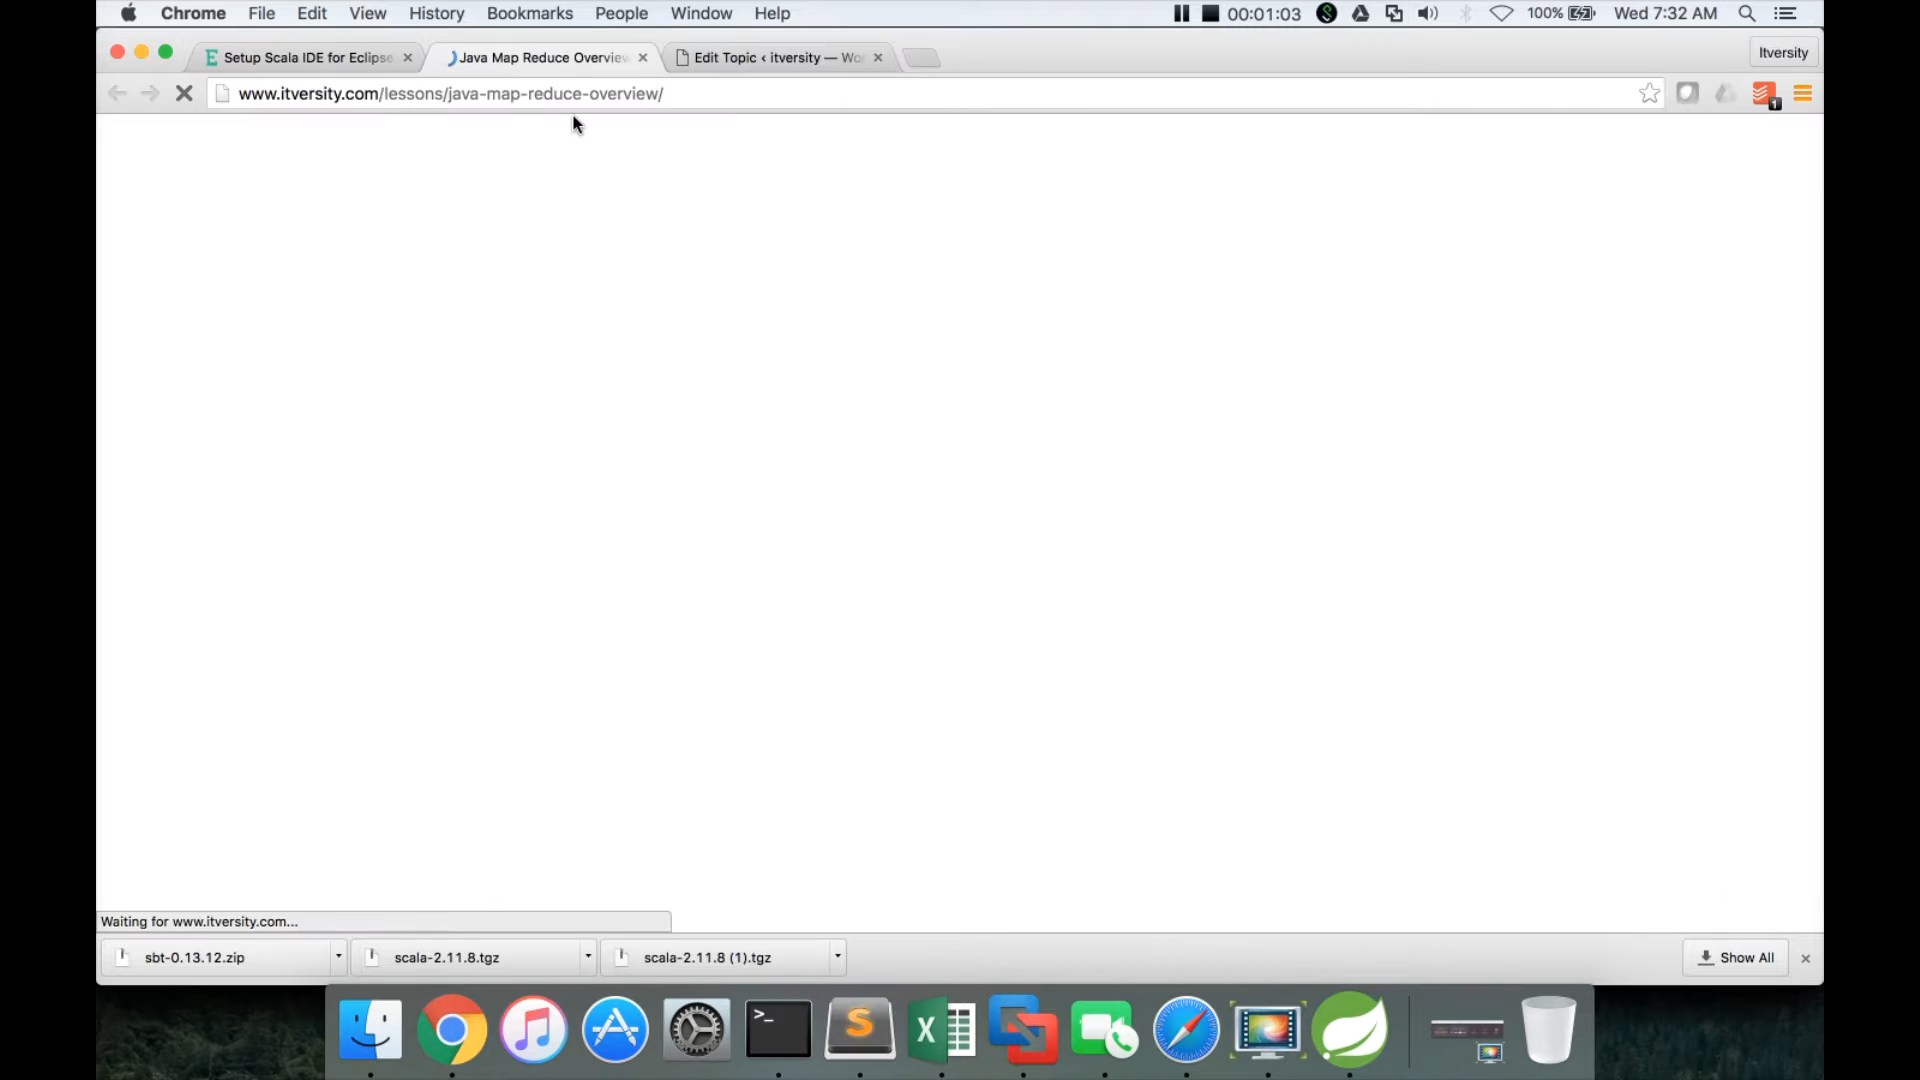 Chrome File Edit View History Bookmarks People Window Help 00:01:03 100% Wed 7:32 AM
Setup Scala IDE for Eclipse Java Map Reduce Overview Edit Topic ‹ itversity — Wor Itversity
www.itversity.com/lessons/java-map-reduce-overview/ 1
Waiting for www.itversity.com...
sbt-0.13.12.zip scala-2.11.8.tgz scala-2.11.8 (1).tgz Show All